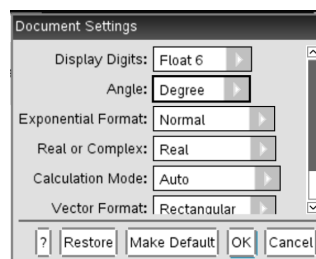 Document Settings
Display Digits: Float 6
Angle: Degree
Exponential Format: Normal
Real or Complex: Real
Calculation Mode: Auto
Vector Format: Rectangular
? Restore Make Default OK Cancel